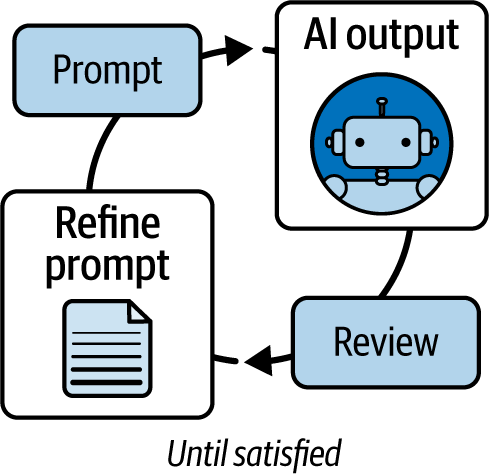 Prompt
AI output
Refine
prompt
Review
Until satisfied